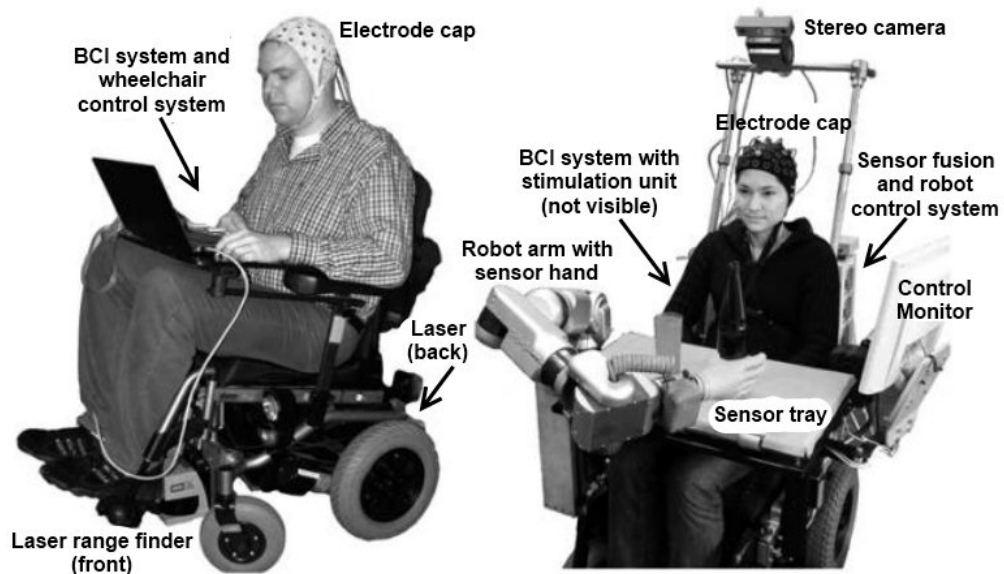 Electrode cap
BCI system and
wheelchair
control system
Laser
(back)
Laser range finder
(front)
Stereo camera
Electrode cap
BCI system with
stimulation unit
(not visible)
Sensor fusion
and robot
control system
Robot arm with
sensor hand
Control
Monitor
Sensor tray